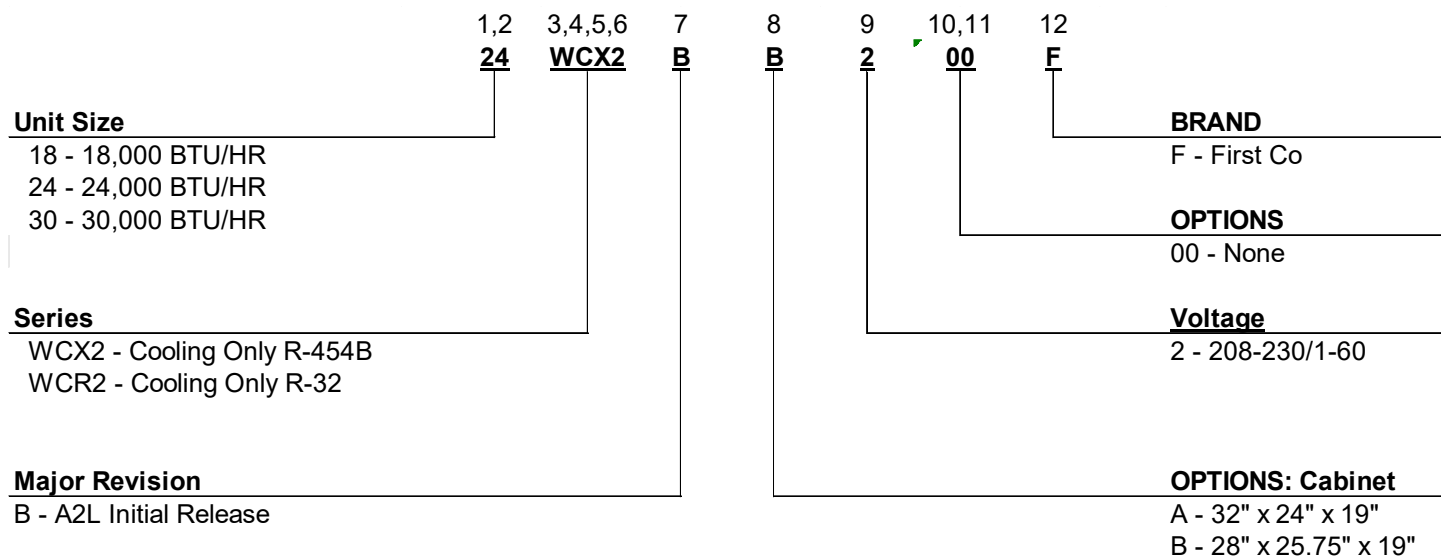 1,2 3,4,5,6 7 8 9 10,11 12
24 WCX2 B B 2 00 F
Unit Size
18 - 18,000 BTU/HR
24 - 24,000 BTU/HR
30 - 30,000 BTU/HR
BRAND
F - First Co
OPTIONS
00 - None
Series
WCX2 - Cooling Only R-454B
WCR2 - Cooling Only R-32
Voltage
2 - 208-230/1-60
Major Revision
B - A2L Initial Release
OPTIONS: Cabinet
A - 32" x 24" x 19"
B - 28" x 25.75" x 19"